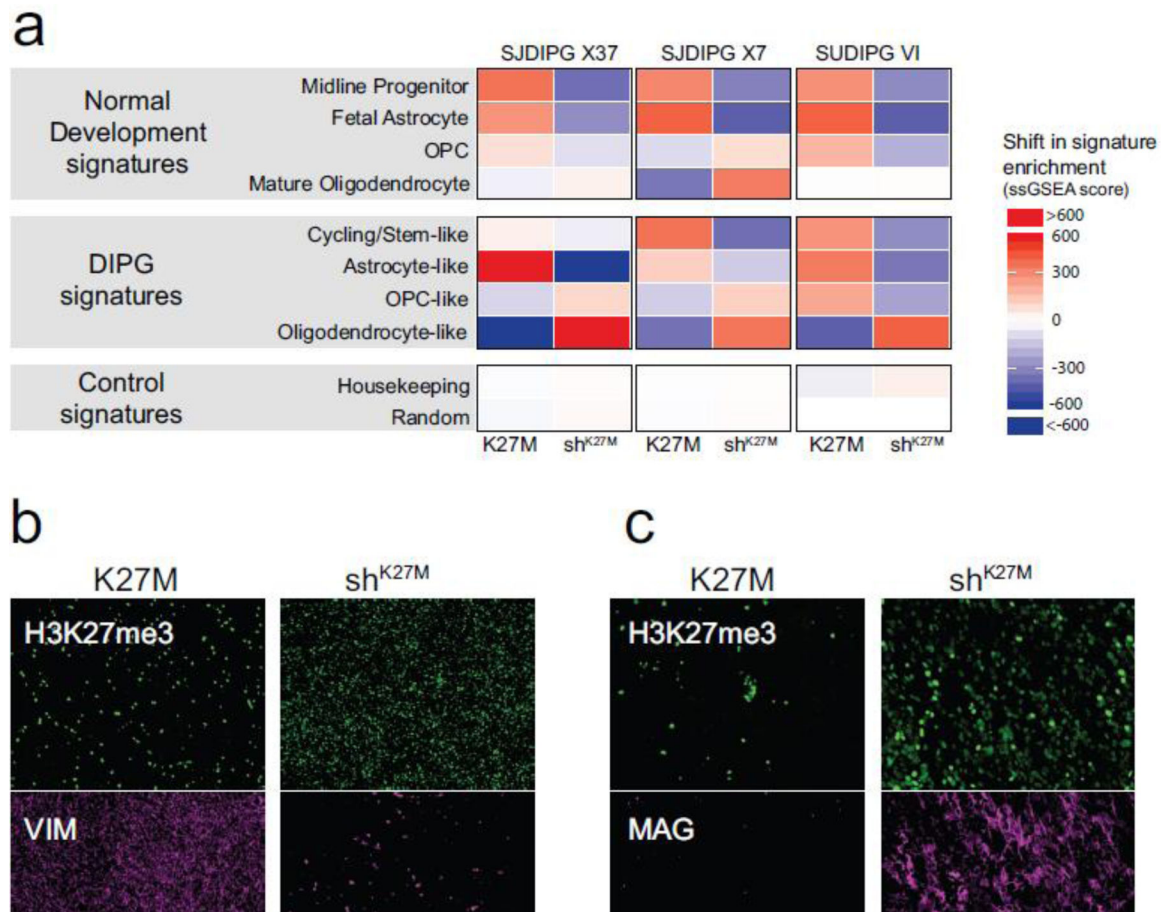 a
SJDIPG X37 SJDIPG X7 SUDIPG VI
Normal
Development
signatures
Midline Progenitor
Fetal Astrocyte
OPC
Mature Oligodendrocyte
DIPG
signatures
Cycling/Stem-like
Astrocyte-like
OPC-like
Oligodendrocyte-like
Control
signatures
Housekeeping
Random
K27M shK27M K27M shK27M K27M shK27M
Shift in signature
enrichment
(ssGSEA score)
>600
600
300
0
-300
-600
<-600
b
K27M shK27M
H3K27me3
VIM
c
K27M shK27M
H3K27me3
MAG